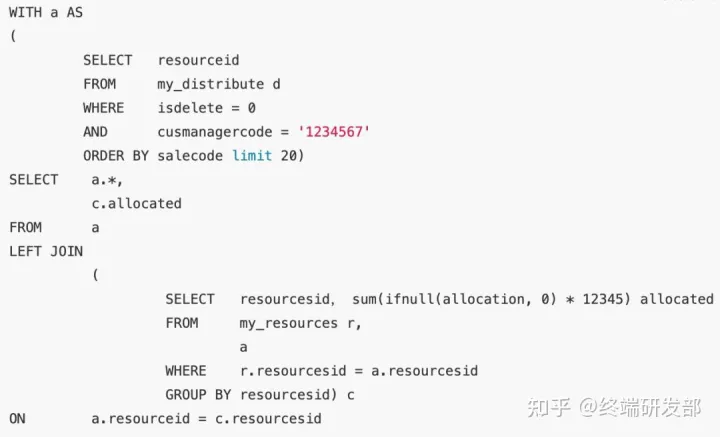 WITH a AS
(
SELECT resourceid
FROM my_distribute d
WHERE isdelete = 0
AND cusmanagercode = '1234567'
ORDER BY salecode limit 20)
SELECT a.*,
c.allocated
FROM a
LEFT JOIN
(
SELECT resourcesid, sum(ifnull(allocation, 0) * 12345) allocated
FROM my_resources r,
a
WHERE r.resourcesid = a.resourcesid
GROUP BY resourcesid) c
ON a.resourceid = c.resourcesid
知乎 @终端研发部